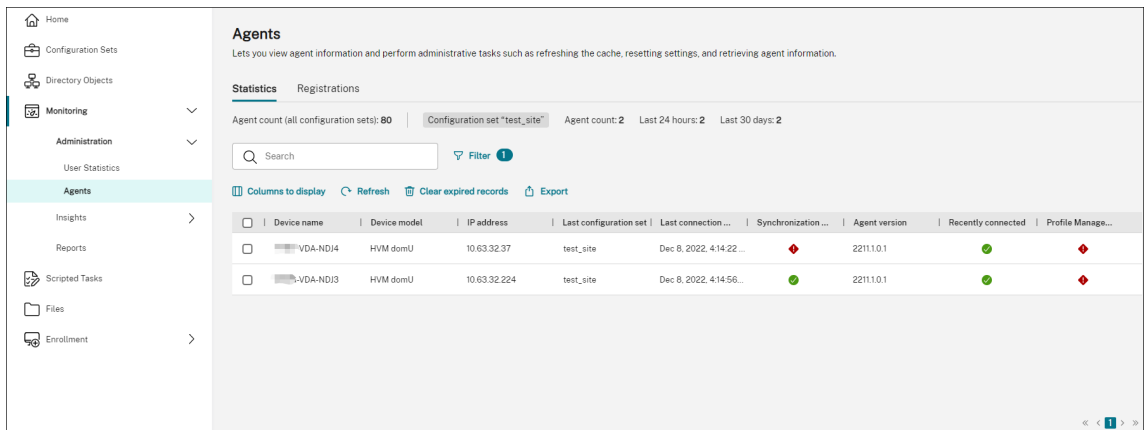 Home
Configuration Sets
Directory Objects
Monitoring
Administration
User Statistics
Agents
Insights
Reports
Scripted Tasks
Files
Enrollment
Agents
Lets you view agent information and perform administrative tasks such as refreshing the cache, resetting settings, and retrieving agent information.
Statistics Registrations
Agent count (all configuration sets): 80 Configuration set "test_site" Agent count: 2 Last 24 hours: 2 Last 30 days: 2
Search Filter 1
Columns to display Refresh Clear expired records Export
Device name Device model IP address Last configuration set Last connection ... Synchronization ... Agent version Recently connected Profile Manage...
VDA-NDJ4 HVM domU 10.63.32.37 test_site Dec 8, 2022, 4:14:22 ... 2211.1.0.1
-VDA-NDJ3 HVM domU 10.63.32.224 test_site Dec 8, 2022, 4:14:56... 2211.1.0.1
« < 1 > »